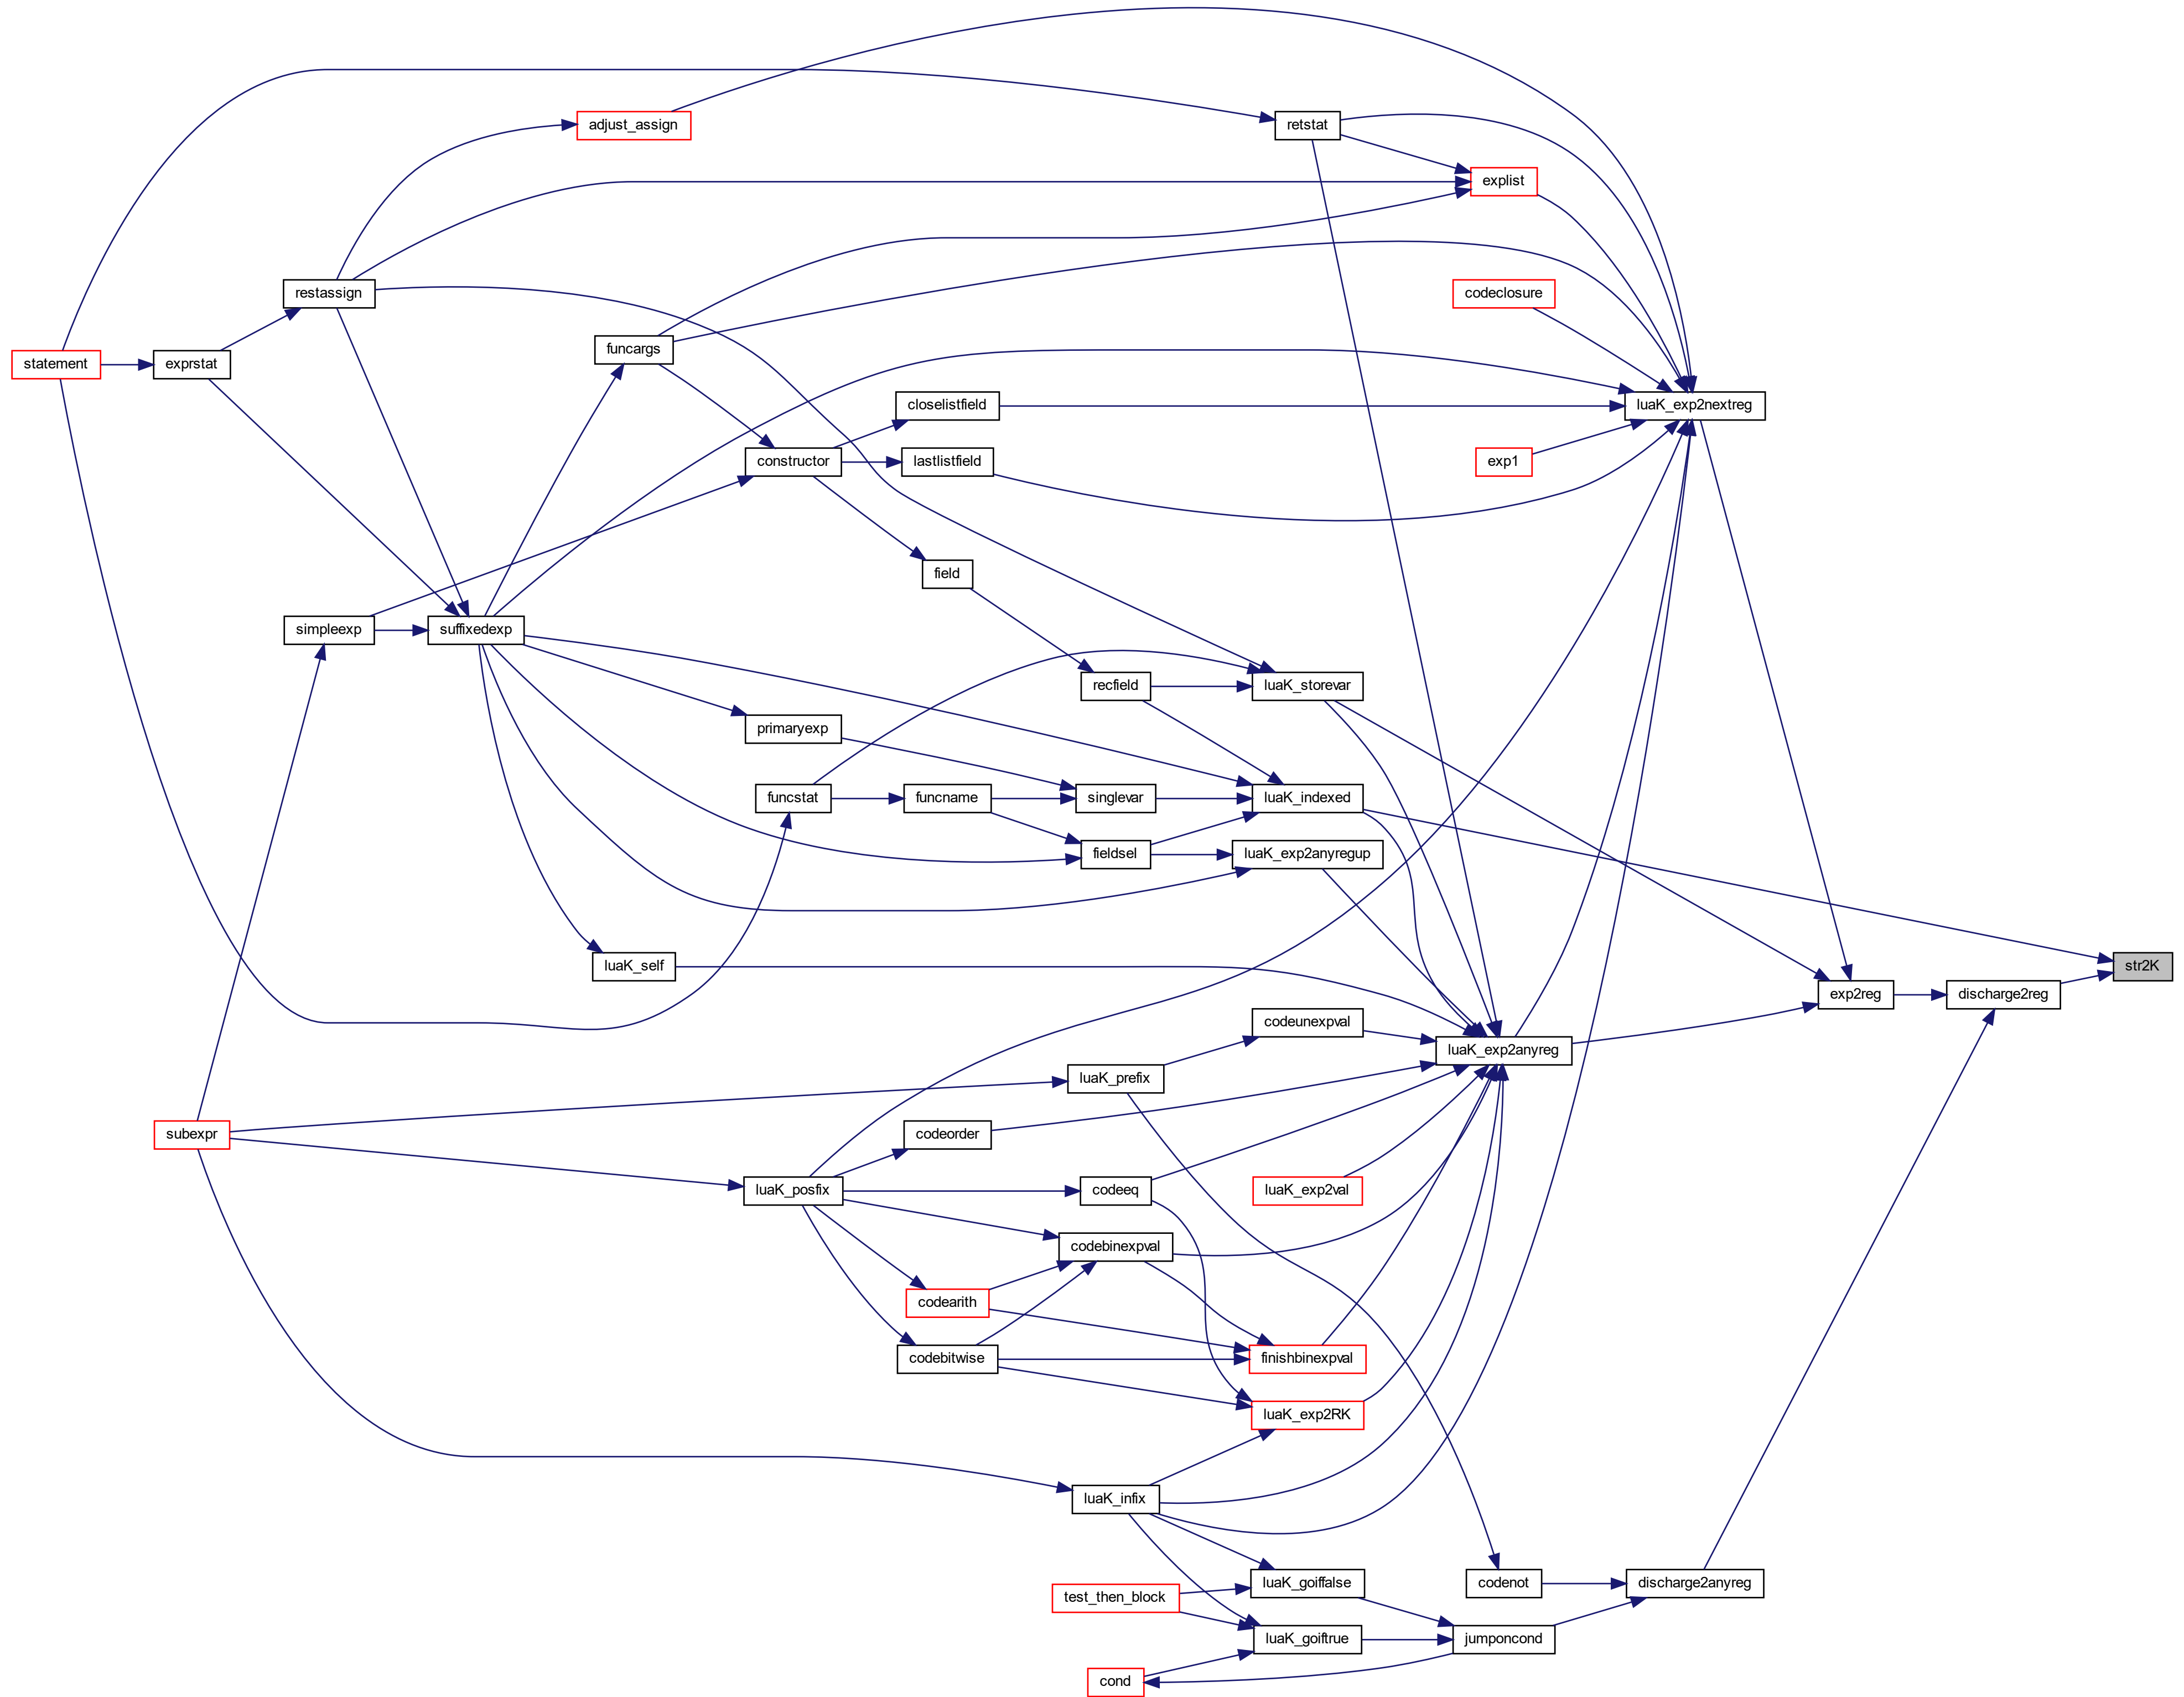 adjust_assign
retstat
explist
restassign
codeclosure
funcargs
statement
exprstat
closelistfield
luaK_exp2nextreg
constructor
lastlistfield
exp1
field
simpleexp
suffixedexp
recfield
luaK_storevar
primaryexp
funcstat
funcname
singlevar
luaK_indexed
fieldsel
luaK_exp2anyregup
luaK_self
str2K
exp2reg
discharge2reg
codeunexpval
luaK_exp2anyreg
luaK_prefix
subexpr
codeorder
luaK_posfix
codeeq
luaK_exp2val
codebinexpval
codearith
codebitwise
finishbinexpval
luaK_exp2RK
luaK_infix
luaK_goiffalse
codenot
discharge2anyreg
test_then_block
luaK_goiftrue
jumponcond
cond